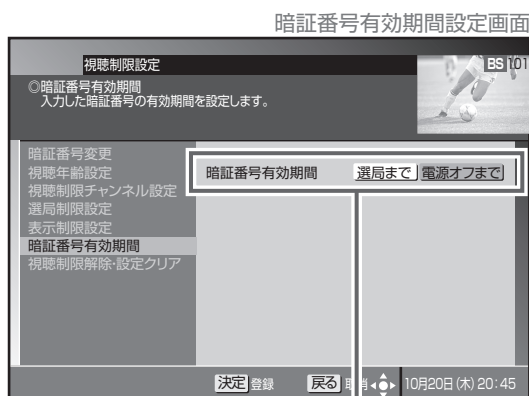 暗証番号有効期間設定画面
視聴制限設定
BS 101
◎暗証番号有効期間
入力した暗証番号の有効期間を設定します。
暗証番号変更
視聴年齢設定
視聴制限チャンネル設定
選局制限設定
表示制限設定
暗証番号有効期間
視聴制限解除・設定クリア
暗証番号有効期間 選局まで 電源オフまで
決定 登録 戻る 取消 10月20日(木)20:45